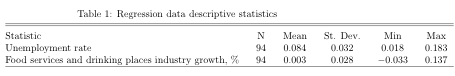 Table 1: Regression data descriptive statistics
Statistic N Mean St. Dev. Min Max
Unemployment rate 94 0.084 0.032 0.018 0.183
Food services and drinking places industry growth, % 94 0.003 0.028 −0.033 0.137